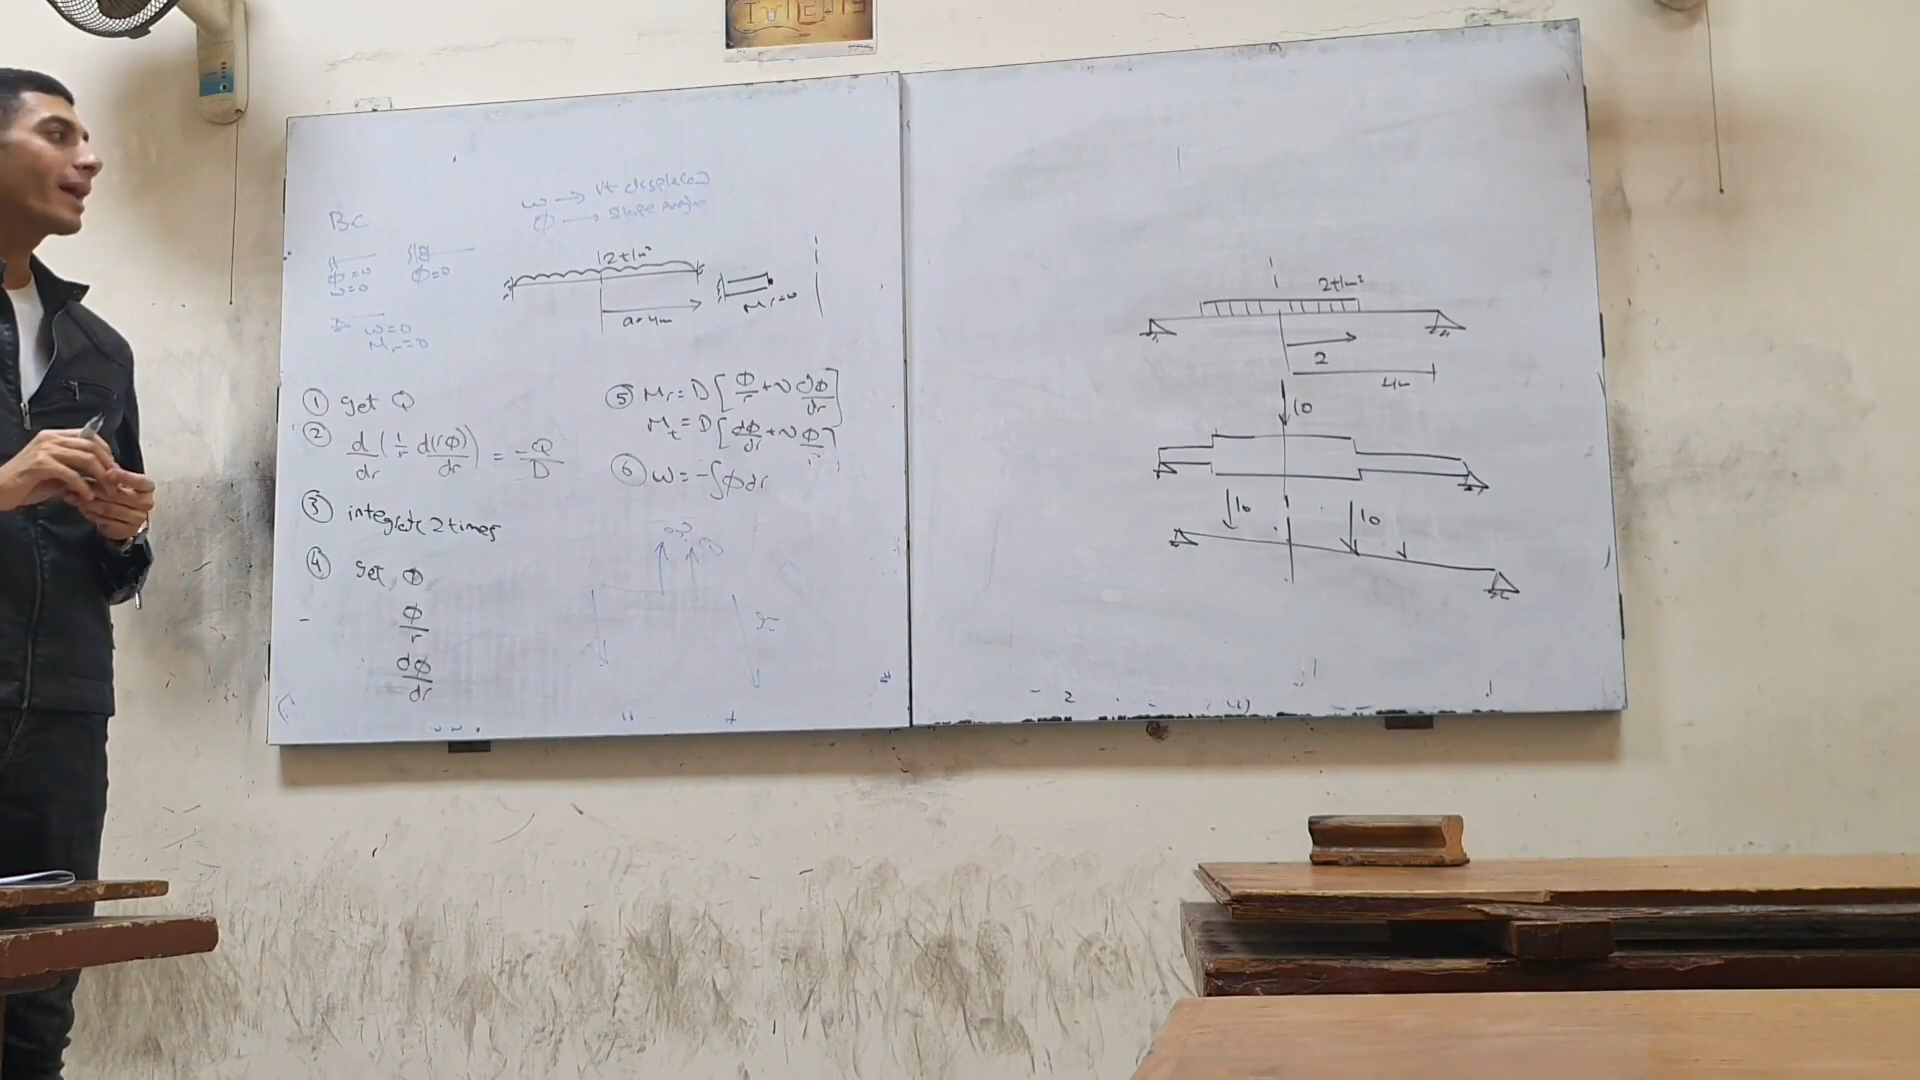 BC
w → Vt displaced
ϕ → Slope Angle
ϕ=0
w=0
ϕ=0
w=0
Mr=0
12t/m²
a=4m
Mr=0
① get Q
② d/dr (1/r d(rϕ)/dr) = -Q/D
③ integrate 2 times
④ get ϕ
ϕ/r
dϕ/dr
⑤ Mr = D [ϕ/r + ν dϕ/dr]
Mt = D [dϕ/dr + ν ϕ/r]
⑥ w = -∫ϕdr
2t/m²
2
4m
10
10
10